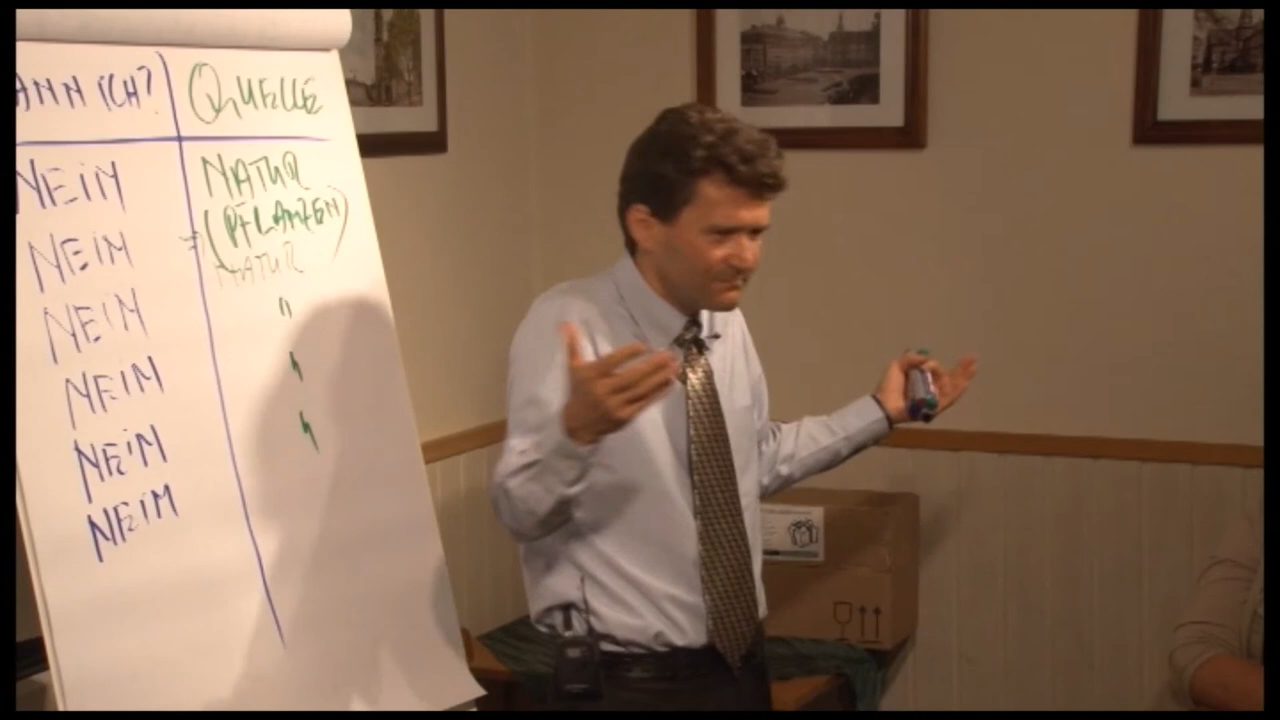 ANN ICH? QUELLE
NEIN NATUR
(PFLANZEN)
NEIN NATUR
NEIN "
NEIN "
NEIN "
NEIN